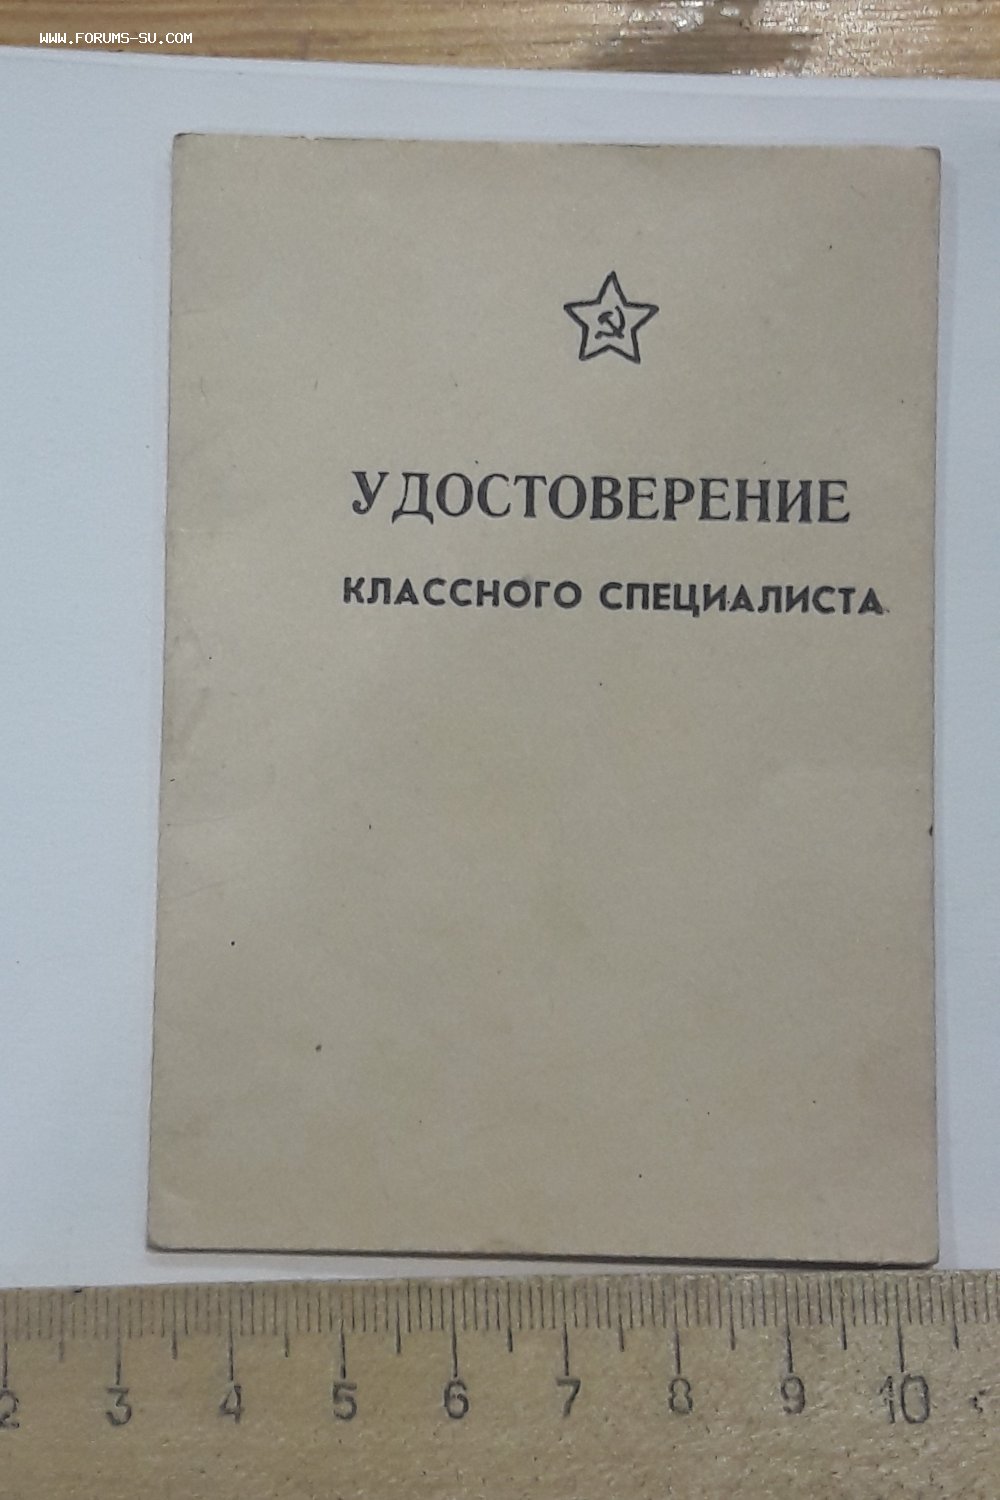 WWW.FORUMS-SU.COM
УДОСТОВЕРЕНИЕ
КЛАССНОГО СПЕЦИАЛИСТА
2 3 4 5 6 7 8 9 10